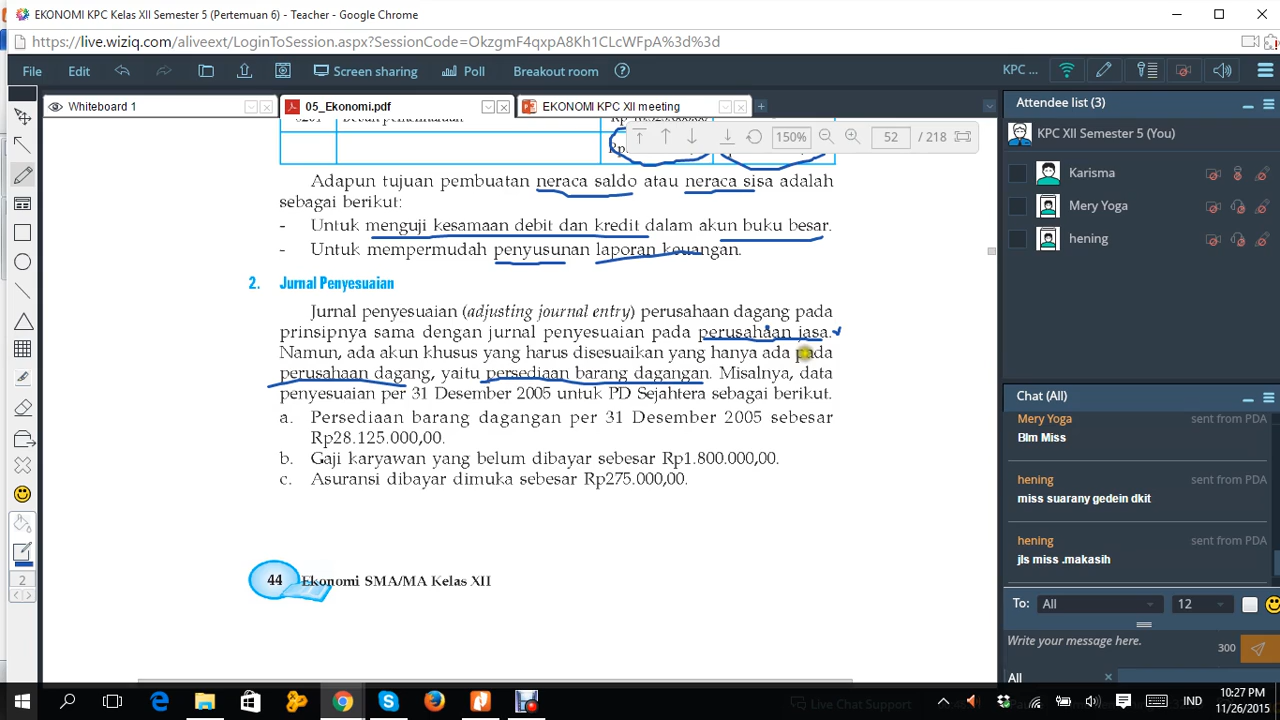 EKONOMI KPC Kelas XII Semester 5 (Pertemuan 6) - Teacher - Google Chrome
https://live.wiziq.com/aliveext/LoginToSession.aspx?SessionCode=OkzgmF4qxpA8Kh1CLcWFpA%3d%3d
File Edit Screen sharing Poll Breakout room KPC ...
Whiteboard 1 05_Ekonomi.pdf EKONOMI KPC XII meeting
150% 52 / 218
Adapun tujuan pembuatan neraca saldo atau neraca sisa adalah
sebagai berikut:
- Untuk menguji kesamaan debit dan kredit dalam akun buku besar.
- Untuk mempermudah penyusunan laporan keuangan.
2. Jurnal Penyesuaian
Jurnal penyesuaian (adjusting journal entry) perusahaan dagang pada
prinsipnya sama dengan jurnal penyesuaian pada perusahaan jasa.
Namun, ada akun khusus yang harus disesuaikan yang hanya ada pada
perusahaan dagang, yaitu persediaan barang dagangan. Misalnya, data
penyesuaian per 31 Desember 2005 untuk PD Sejahtera sebagai berikut.
a. Persediaan barang dagangan per 31 Desember 2005 sebesar
Rp28.125.000,00.
b. Gaji karyawan yang belum dibayar sebesar Rp1.800.000,00.
c. Asuransi dibayar dimuka sebesar Rp275.000,00.
44 Ekonomi SMA/MA Kelas XII
2
Attendee list (3)
KPC XII Semester 5 (You)
Karisma
Mery Yoga
hening
Chat (All)
Mery Yoga sent from PDA
Blm Miss
hening sent from PDA
miss suarany gedein dkit
hening sent from PDA
jls miss .makasih
To: All 12
Write your message here. 300
All
Live Chat Support
IND 10:27 PM
11/26/2015